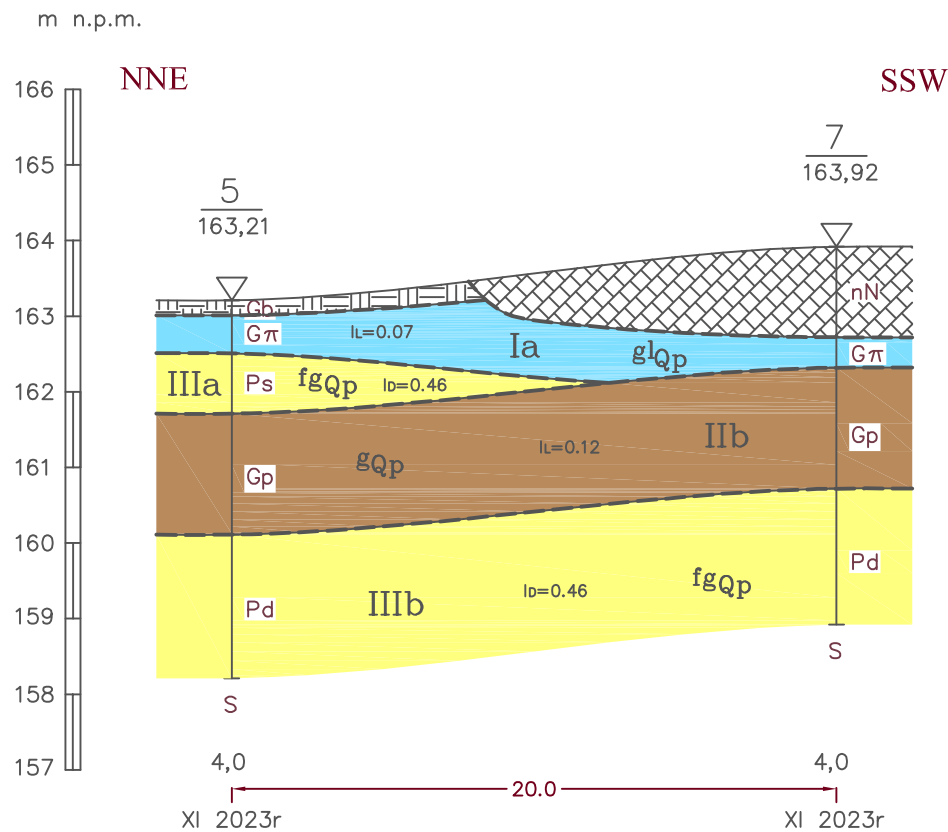 m n.p.m.
NNE
SSW
166
165
164
163
162
161
160
159
158
157
5
163,21
7
163,92
Gb
Gπ
IL=0.07
Ia
glQp
nN
Gπ
IIIa
Ps
fgQp
ID=0.46
IIb
Gp
gQp
IL=0.12
Gp
Pd
IIIb
ID=0.46
fgQp
Pd
S
S
4,0
4,0
20.0
XI 2023r
XI 2023r